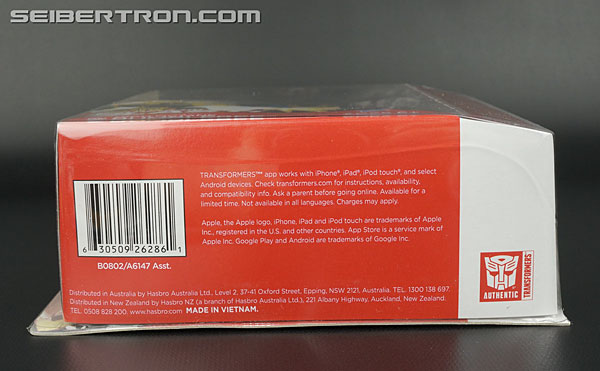 SEIBERTRON.COM
TRANSFORMERS™ app works with iPhone®, iPad®, iPod touch®, and select
Android devices. Check transformers.com for instructions, availability,
and compatibility info. Ask a parent before going online. Available for a
limited time. Not available in all languages. Charges may apply.
Apple, the Apple logo, iPhone, iPad and iPod touch are trademarks of Apple
Inc., registered in the U.S. and other countries. App Store is a service mark of
Apple Inc. Google Play and Android are trademarks of Google Inc.
6 30509 26286 1
B0802/A6147 Asst.
Distributed in Australia by Hasbro Australia Ltd., Level 2, 37-41 Oxford Street, Epping, NSW 2121, Australia. TEL. 1300 138 697.
Distributed in New Zealand by Hasbro NZ (a branch of Hasbro Australia Ltd.), 221 Albany Highway, Auckland, New Zealand.
TEL. 0508 828 200. www.hasbro.com MADE IN VIETNAM.
AUTHENTIC
TRANSFORMERS